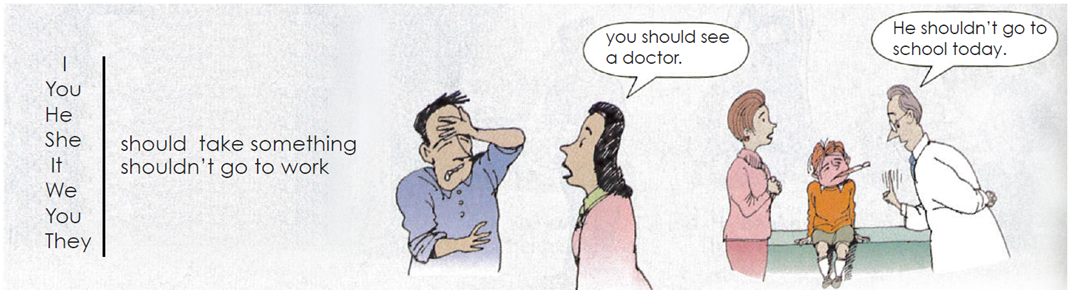 I
You
He
She
It
We
You
They
should take something
shouldn't go to work
you should see
a doctor.
He shouldn't go to
school today.